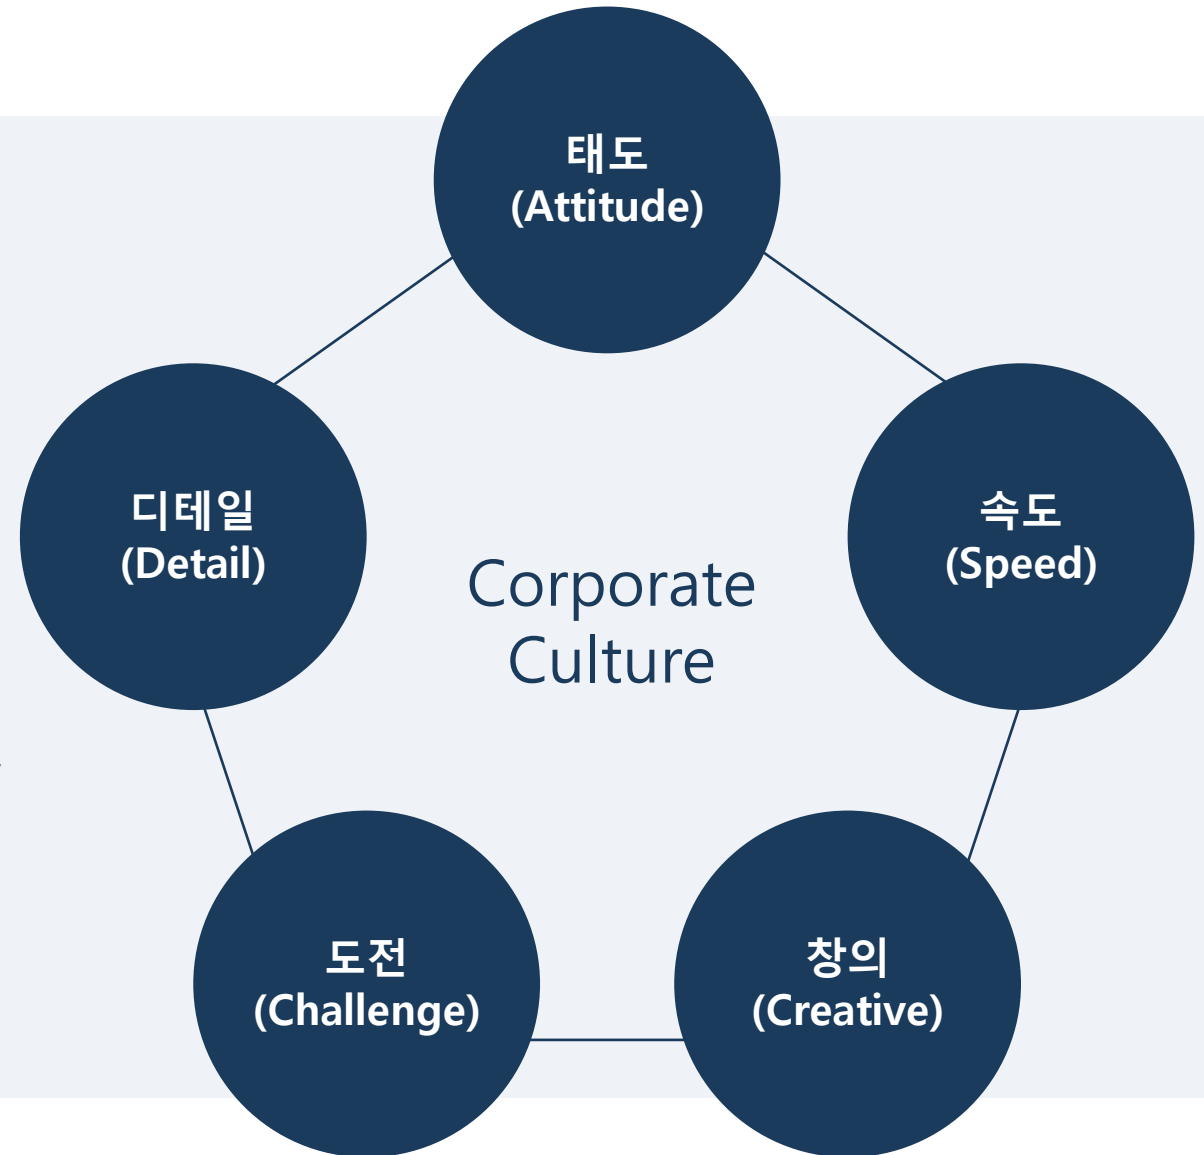 태도
(Attitude)
디테일
(Detail)
속도
(Speed)
Corporate
Culture
도전
(Challenge)
창의
(Creative)